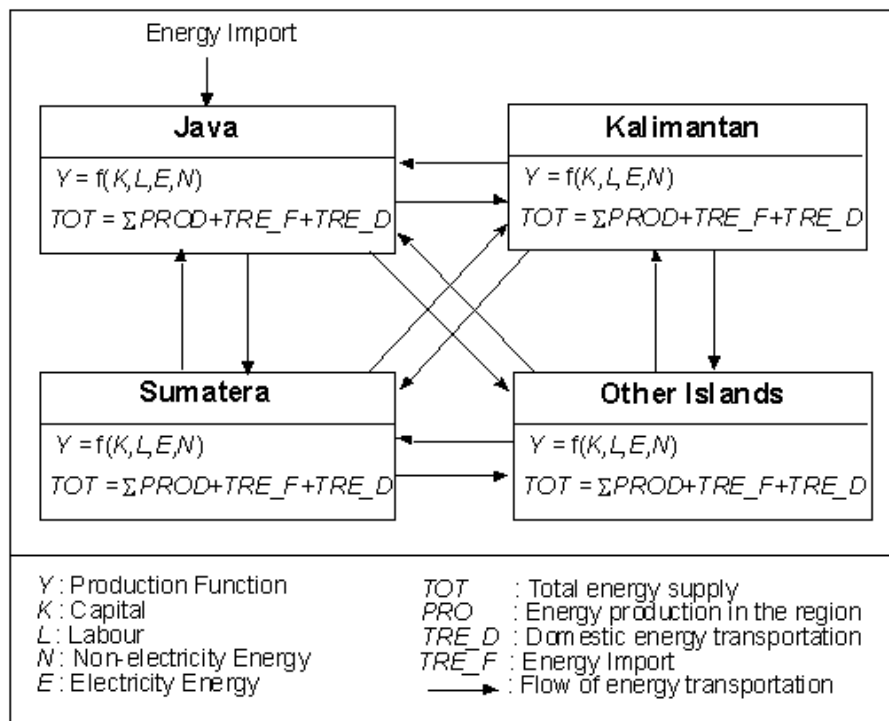 Energy Import
Java
Y = f(K,L,E,N)
TOT = ΣPROD+TRE_F+TRE_D
Kalimantan
Y = f(K,L,E,N)
TOT = ΣPROD+TRE_F+TRE_D
Sumatera
Y = f(K,L,E,N)
TOT = ΣPROD+TRE_F+TRE_D
Other Islands
Y = f(K,L,E,N)
TOT = ΣPROD+TRE_F+TRE_D
Y : Production Function
K : Capital
L : Labour
N : Non-electricity Energy
E : Electricity Energy
TOT : Total energy supply
PRO : Energy production in the region
TRE_D : Domestic energy transportation
TRE_F : Energy Import
: Flow of energy transportation